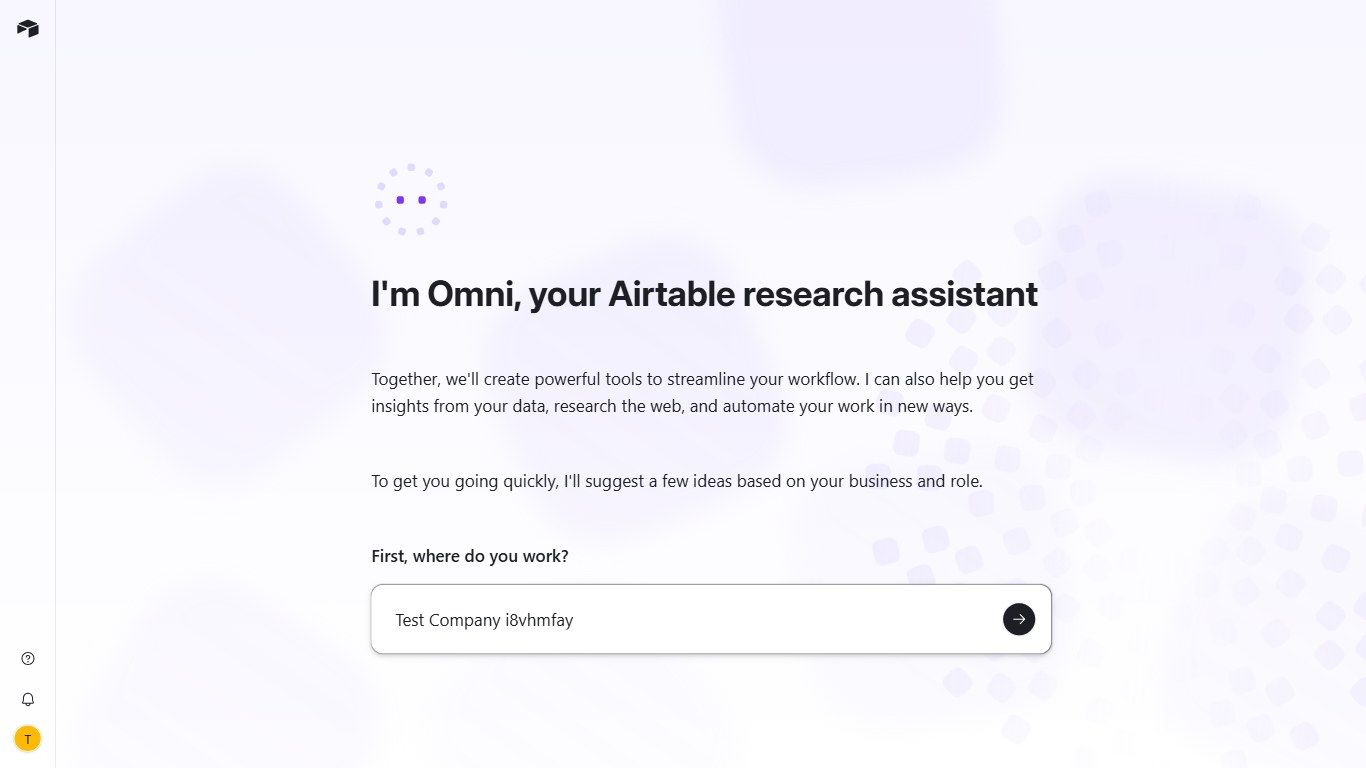 I'm Omni, your Airtable research assistant
Together, we'll create powerful tools to streamline your workflow. I can also help you get
insights from your data, research the web, and automate your work in new ways.
To get you going quickly, I'll suggest a few ideas based on your business and role.
First, where do you work?
Test Company i8vhmfay
T